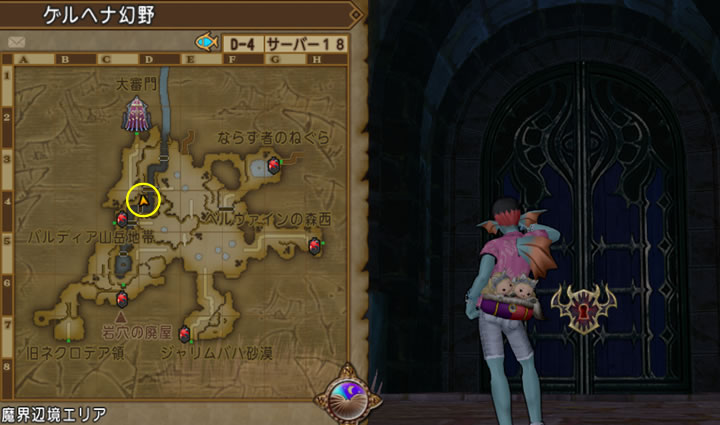 ゲルヘナ幻野
D-4 サーバー18
A B C D E F G H
1
大審門
2
ならす者のねぐら
3
4
ベルヴァインの森西
5
バルディア山岳地帯
6
岩穴の廃屋
7
旧ネクロデア領 ジャリムババ砂漠
8
魔界辺境エリア